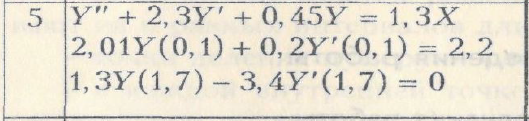 5 Y″ + 2,3Y′ + 0,45Y = 1,3X
2,01Y(0,1) + 0,2Y′(0,1) = 2,2
1,3Y(1,7) − 3,4Y′(1,7) = 0